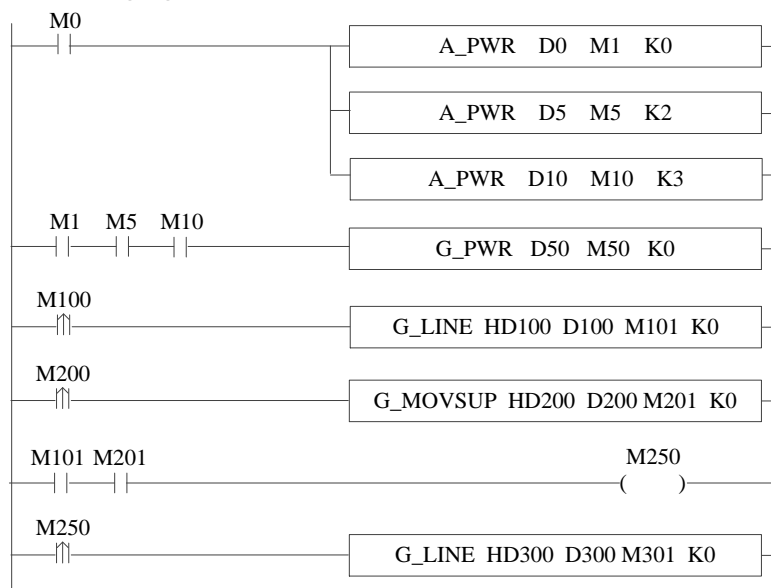 M0
A_PWR D0 M1 K0
A_PWR D5 M5 K2
A_PWR D10 M10 K3
M1 M5 M10
G_PWR D50 M50 K0
M100
G_LINE HD100 D100 M101 K0
M200
G_MOVSUP HD200 D200 M201 K0
M101 M201
M250
( )
M250
G_LINE HD300 D300 M301 K0